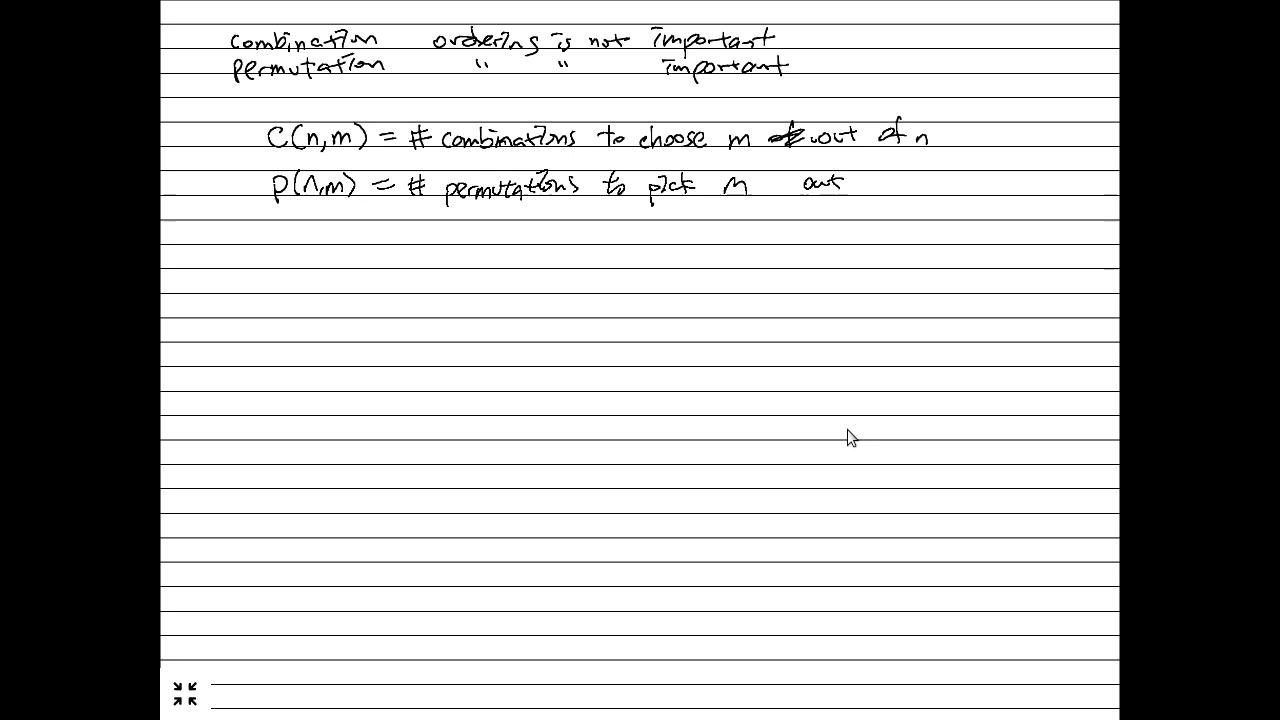 combination ordering is not important
permutation " " important
C(n,m) = # combinations to choose m out of n
P(n,m) = # permutations to pick m out